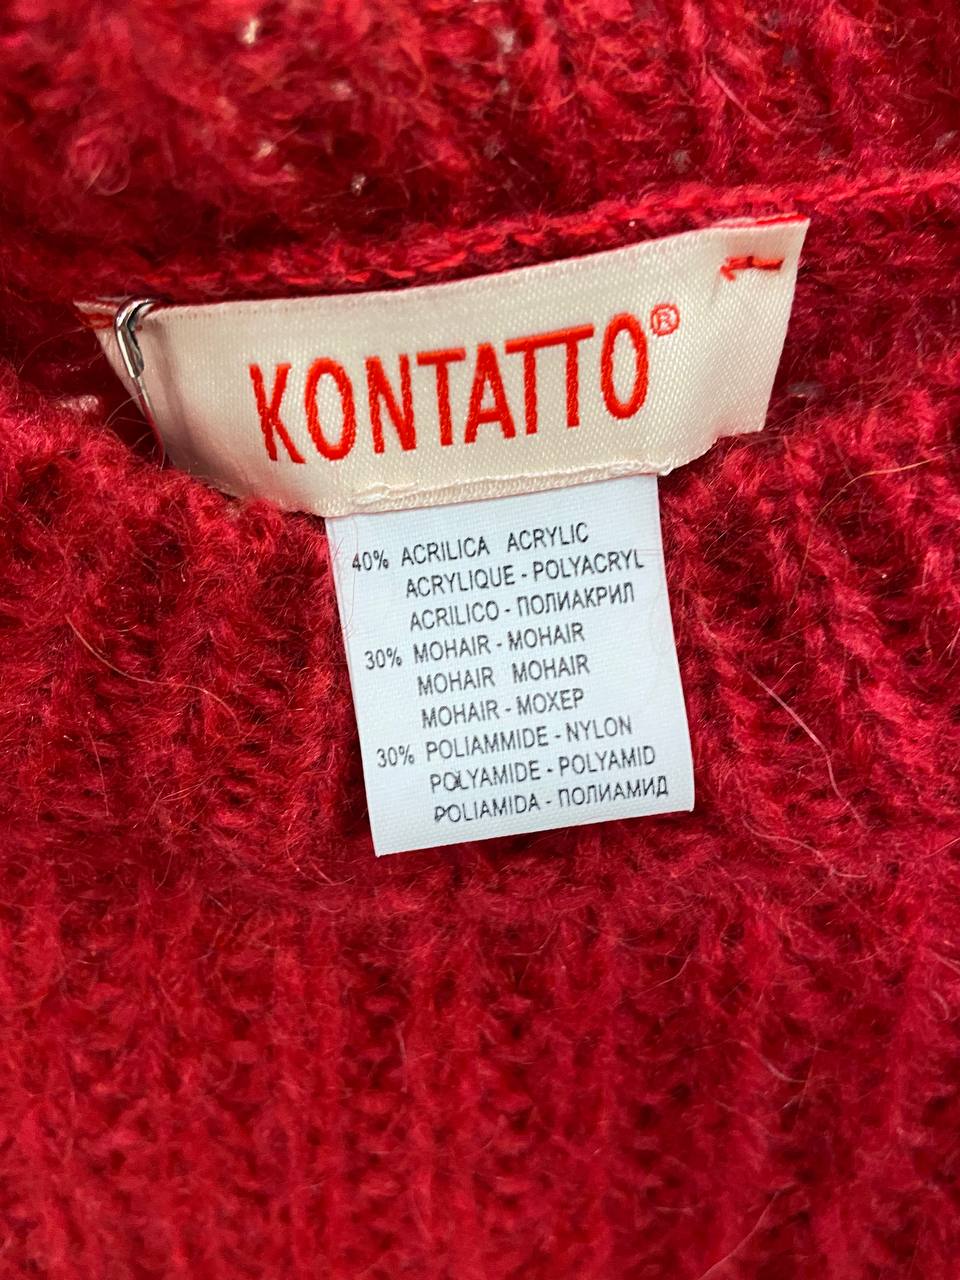 KONTATTO®
40% ACRILICA ACRYLIC
ACRYLIQUE - POLYACRYL
ACRILICO - ПОЛИАКРИЛ
30% MOHAIR - MOHAIR
MOHAIR MOHAIR
MOHAIR - МОХЕР
30% POLIAMMIDE - NYLON
POLYAMIDE - POLYAMID
POLIAMIDA - ПОЛИАМИД